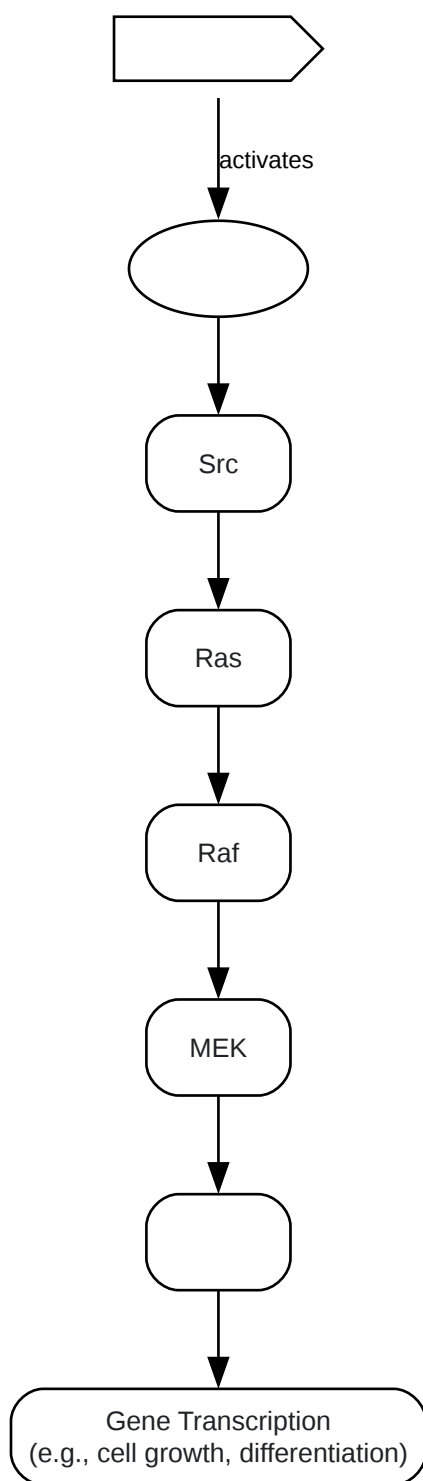 activates
Src
Ras
Raf
MEK
Gene Transcription
(e.g., cell growth, differentiation)